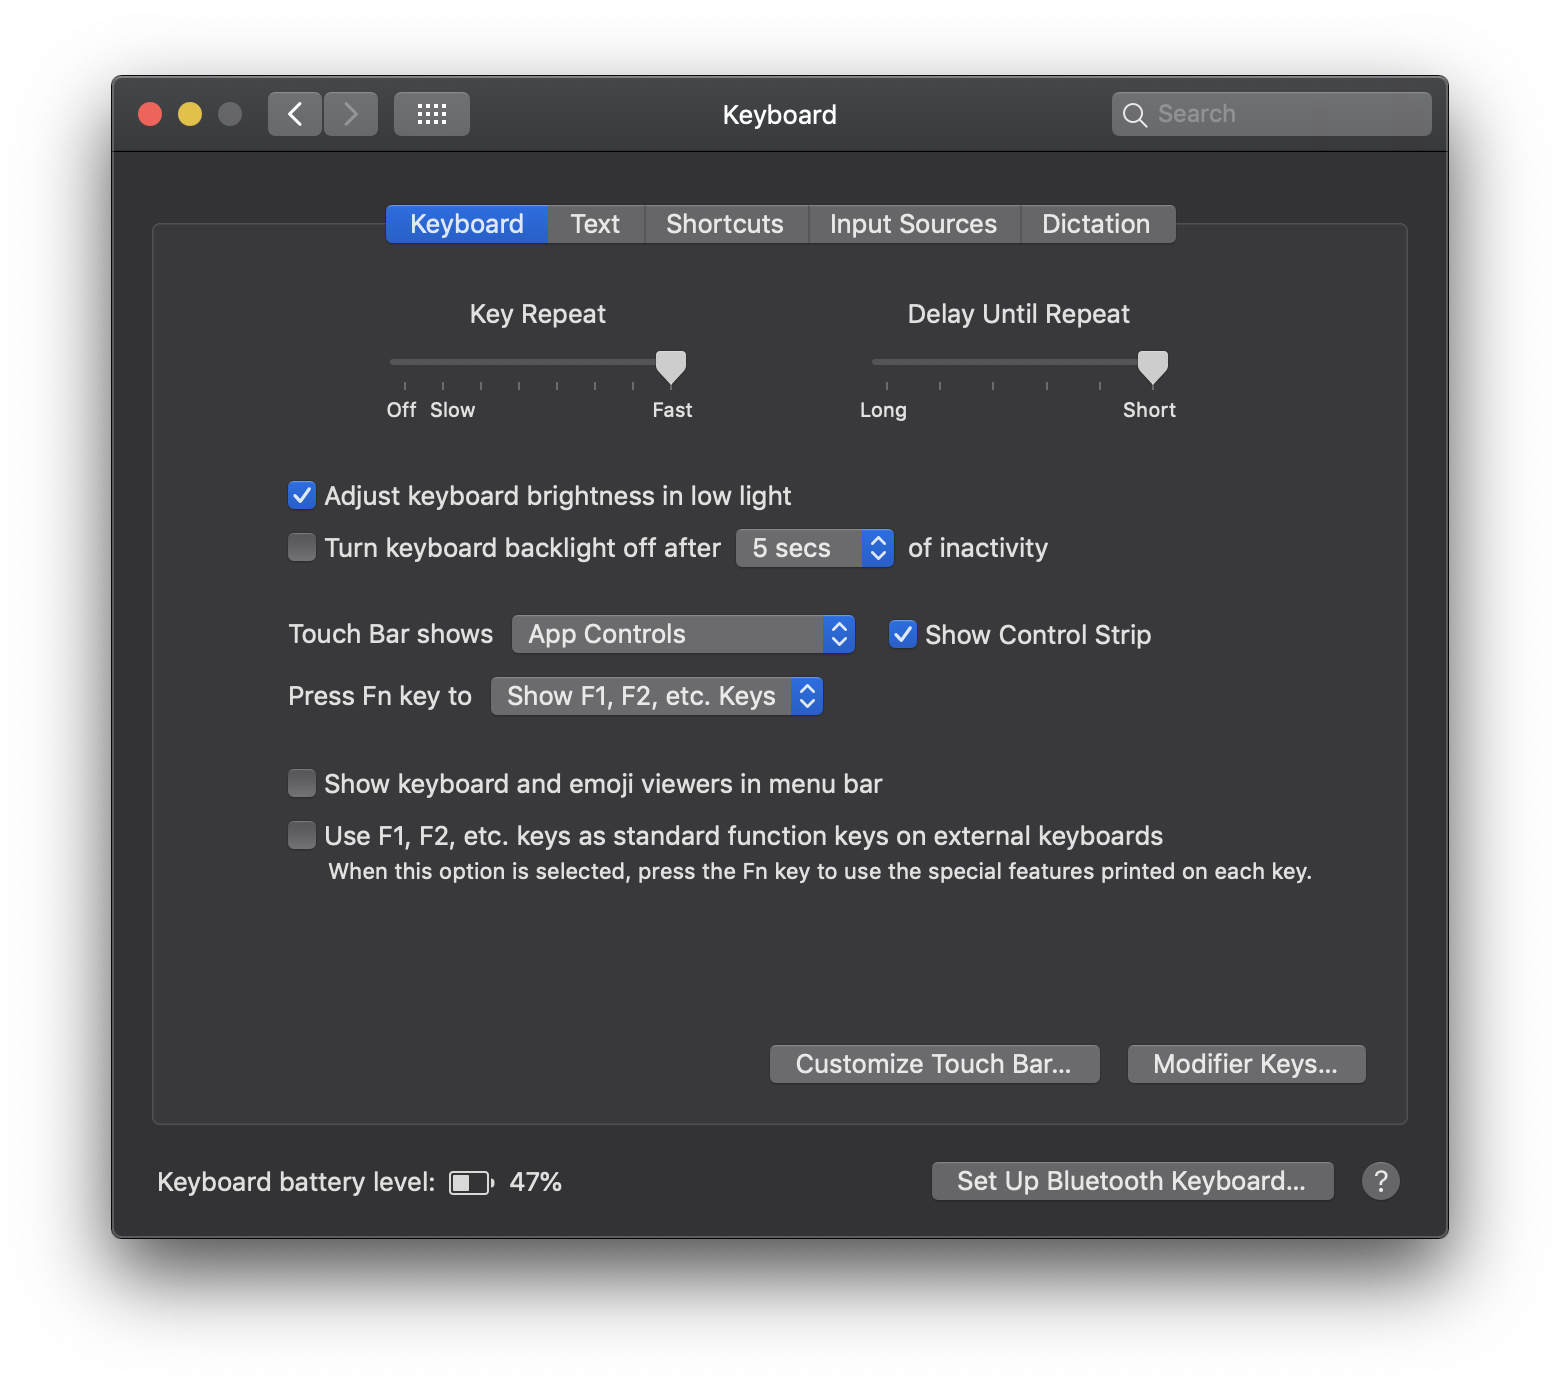 Keyboard
Search
Keyboard Text Shortcuts Input Sources Dictation
Key Repeat Delay Until Repeat
Off Slow Fast Long Short
Adjust keyboard brightness in low light
Turn keyboard backlight off after 5 secs of inactivity
Touch Bar shows App Controls Show Control Strip
Press Fn key to Show F1, F2, etc. Keys
Show keyboard and emoji viewers in menu bar
Use F1, F2, etc. keys as standard function keys on external keyboards
When this option is selected, press the Fn key to use the special features printed on each key.
Customize Touch Bar... Modifier Keys...
Keyboard battery level: 47% Set Up Bluetooth Keyboard... ?